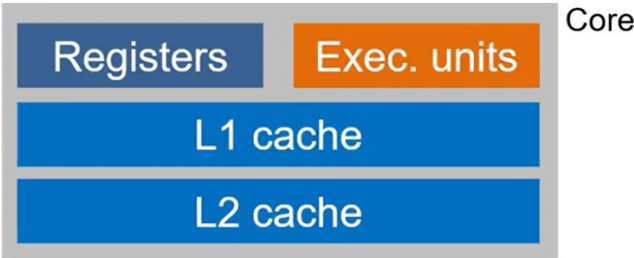 Core
Registers
Exec. units
L1 cache
L2 cache